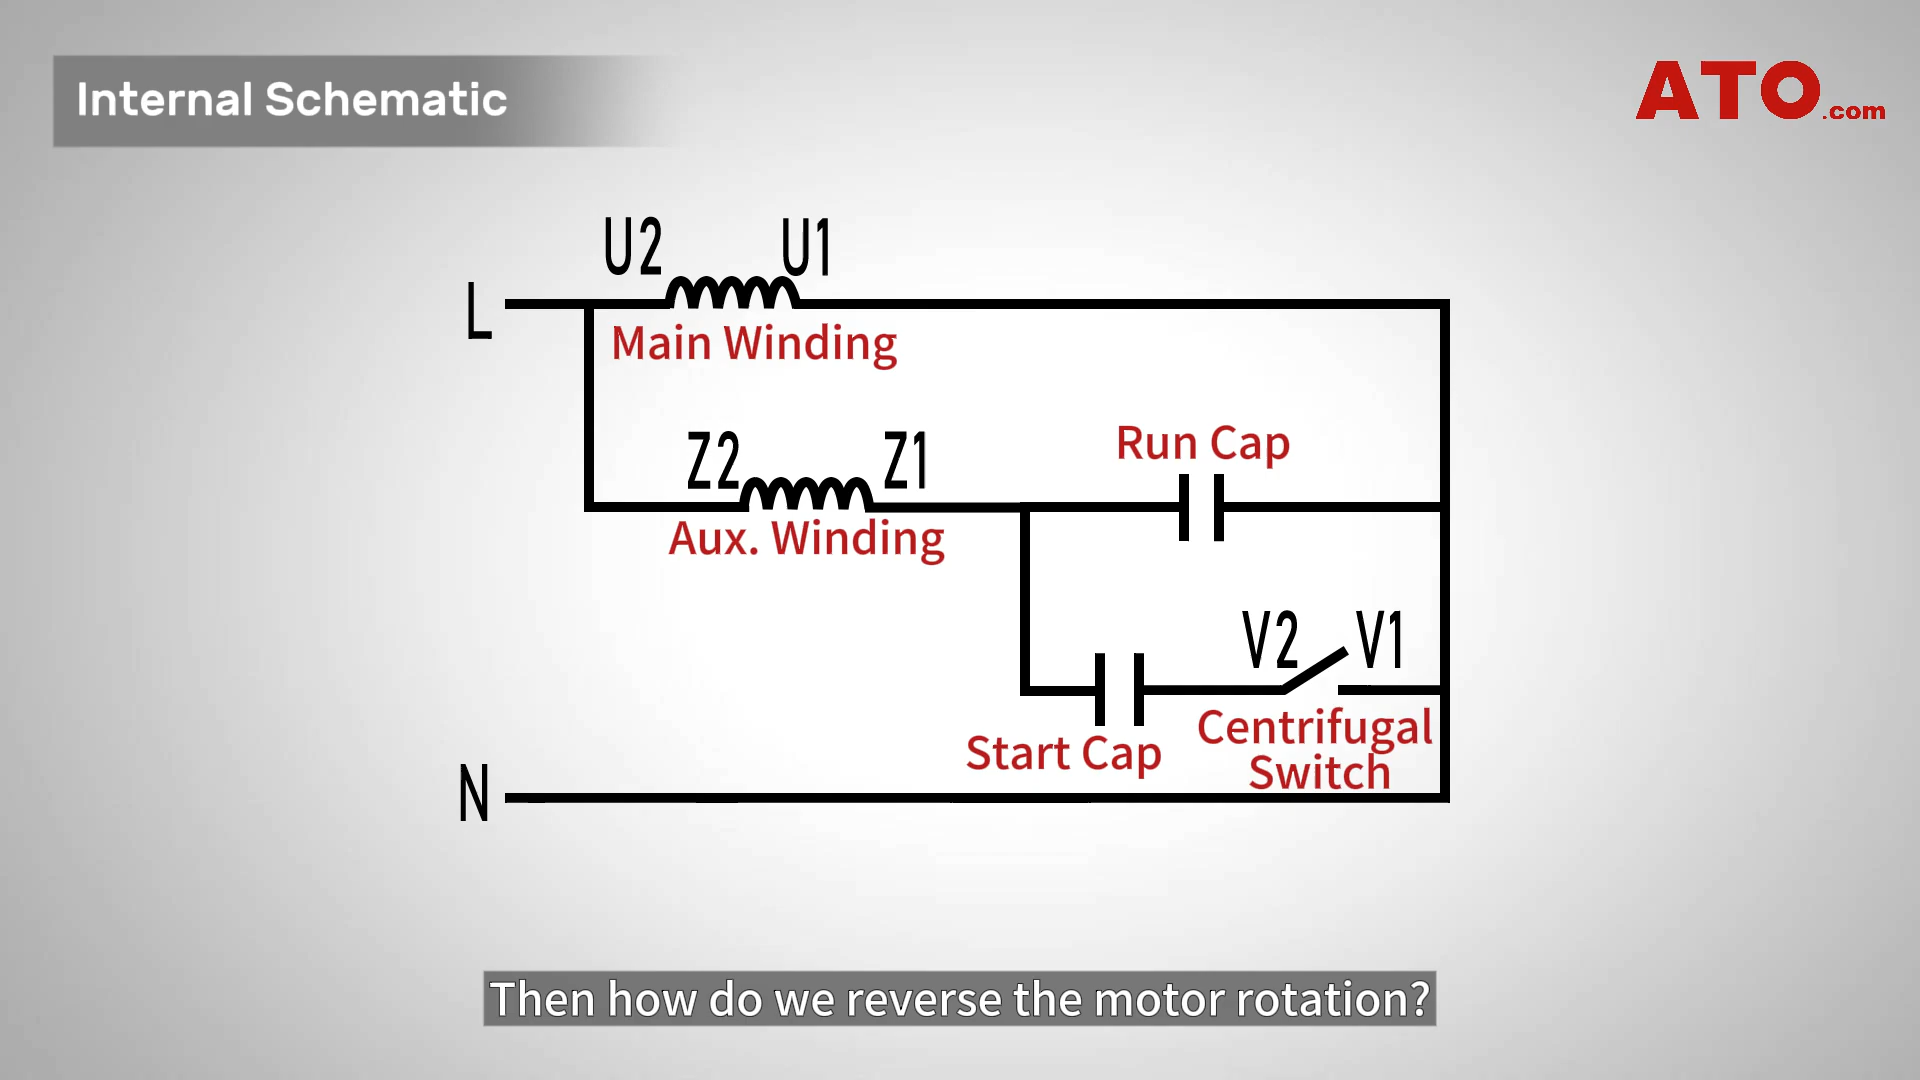 Internal Schematic
ATO.com
U2 U1
L
Main Winding
Z2 Z1
Run Cap
Aux. Winding
V2 V1
Centrifugal
Switch
Start Cap
N
Then how do we reverse the motor rotation?